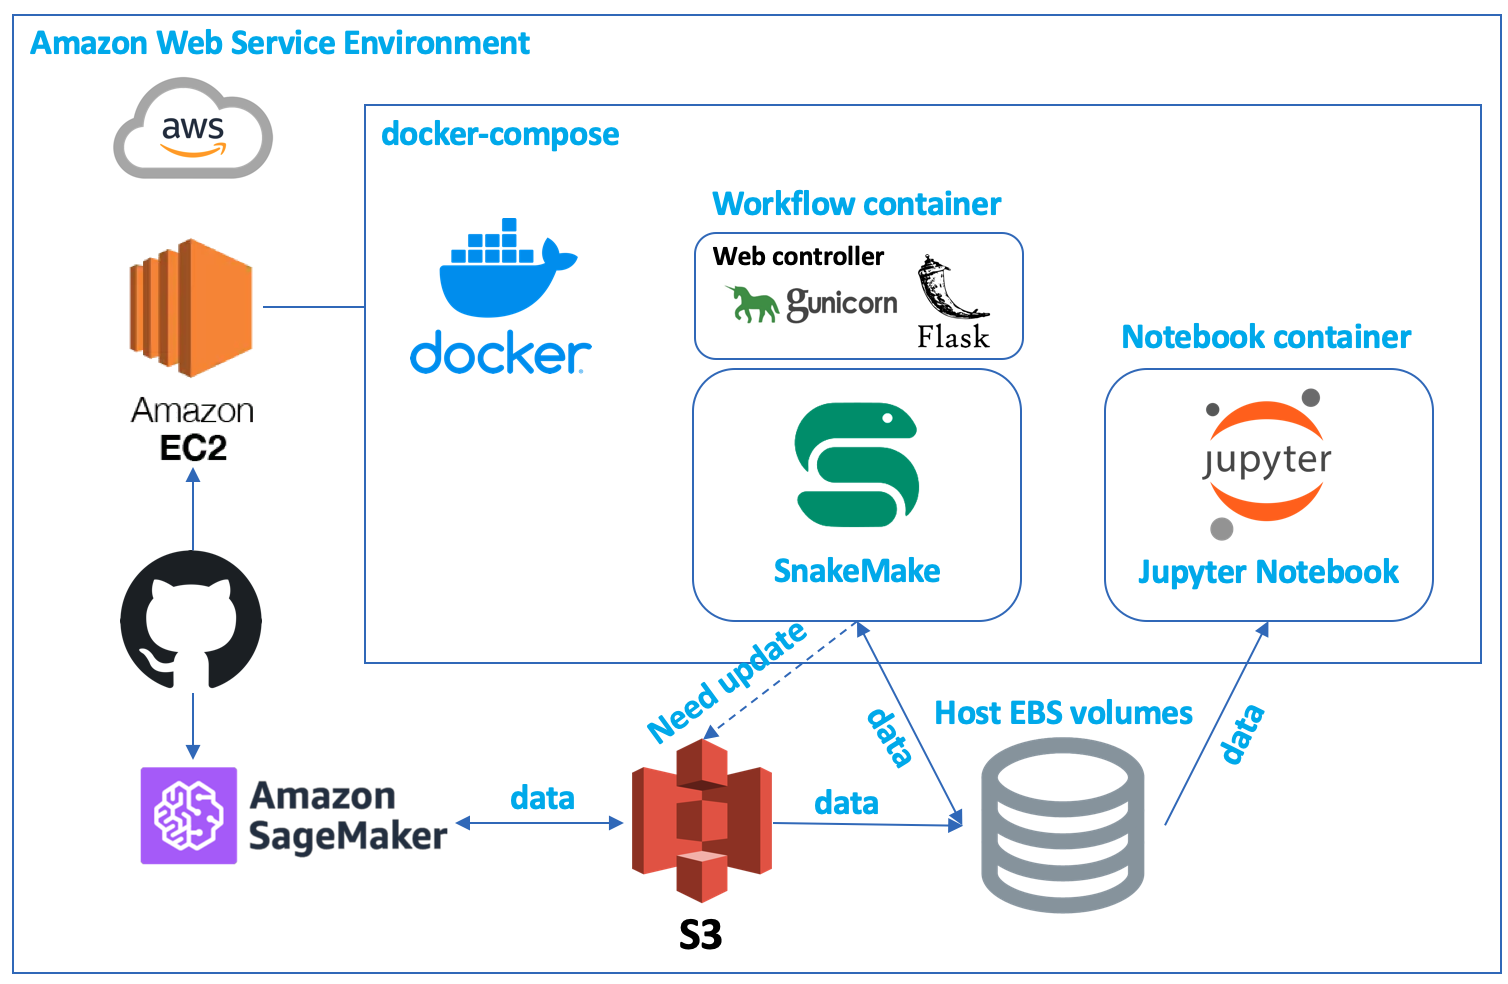 Amazon Web Service Environment
aws
docker-compose
Workflow container
Web controller
gunicorn
Flask
docker
Notebook container
Amazon
EC2
jupyter
SnakeMake
Jupyter Notebook
Need update
data
Host EBS volumes
data
Amazon
SageMaker
data
data
S3